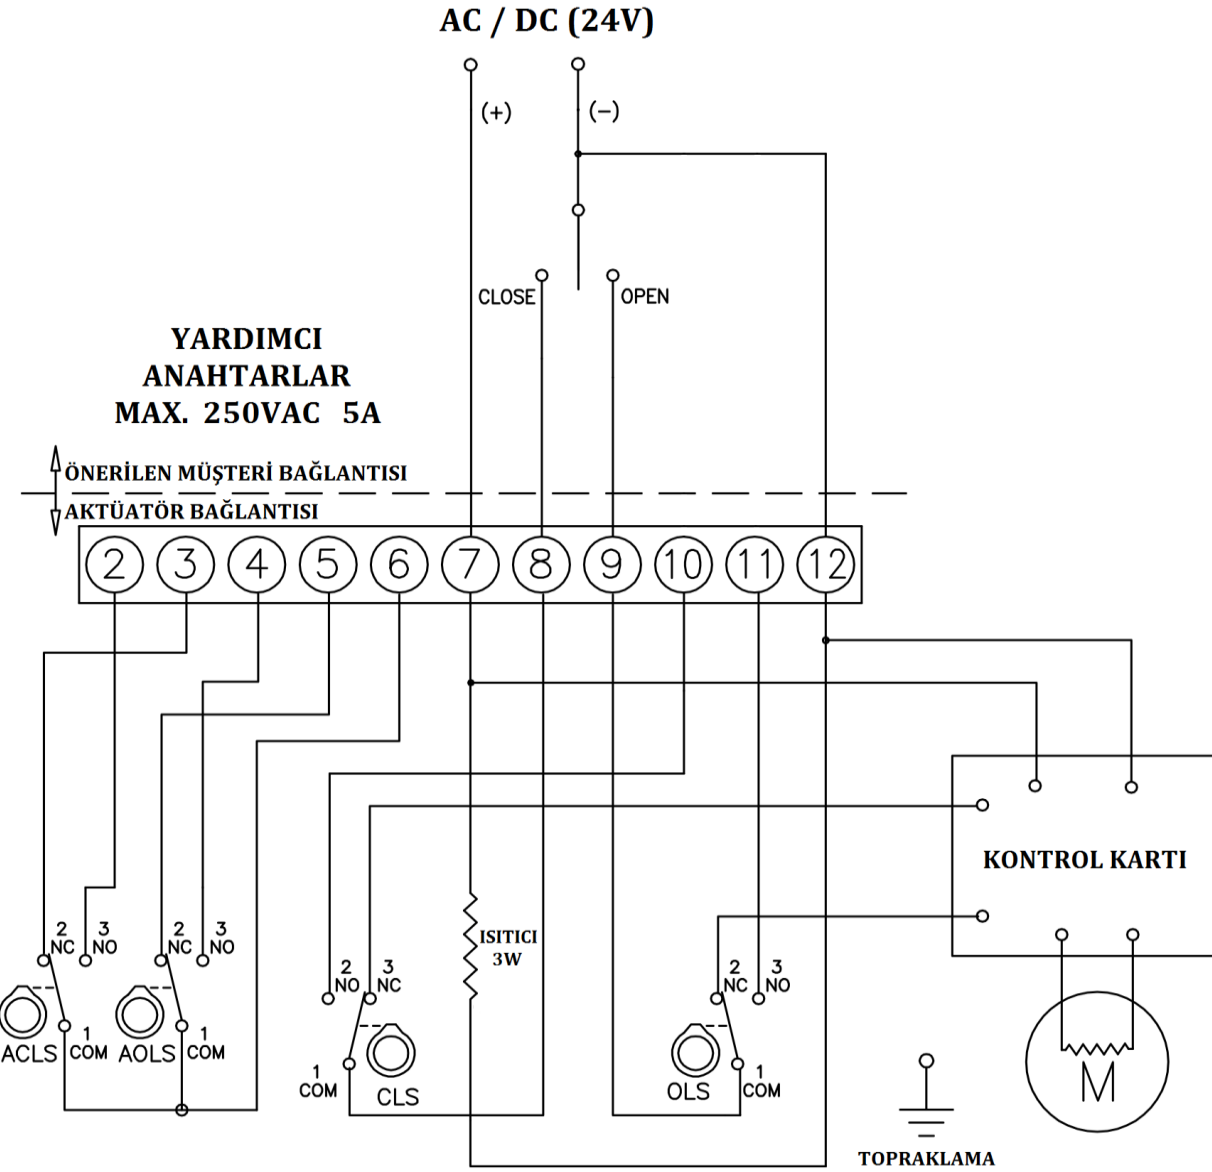 AC / DC (24V)
(+)
(−)
CLOSE
OPEN
YARDIMCI
ANAHTARLAR
MAX. 250VAC 5A
ÖNERİLEN MÜŞTERİ BAĞLANTISI
AKTÜATÖR BAĞLANTISI
2 3 4 5 6 7 8 9 10 11 12
KONTROL KARTI
2 3
NC NO
2 3
NC NO
ISITICI
3W
2 3
NO NC
2 3
NC NO
1
ACLS COM
1
AOLS COM
1
COM
CLS
1
OLS COM
M
TOPRAKLAMA